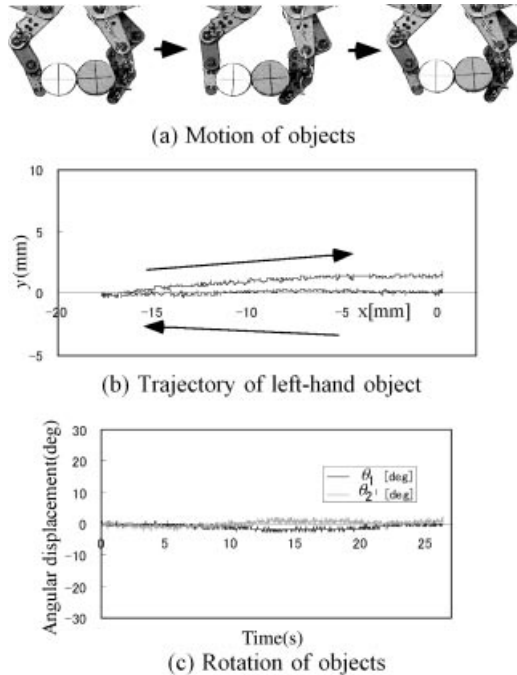 (a) Motion of objects
10
5
0
-5
y(mm)
-20
-15
-10
-5
x[mm]
0
(b) Trajectory of left-hand object
30
20
10
0
-10
-20
-30
Angular displacement(deg)
θ1 [deg]
θ2 [deg]
0
5
10
15
20
25
Time(s)
(c) Rotation of objects